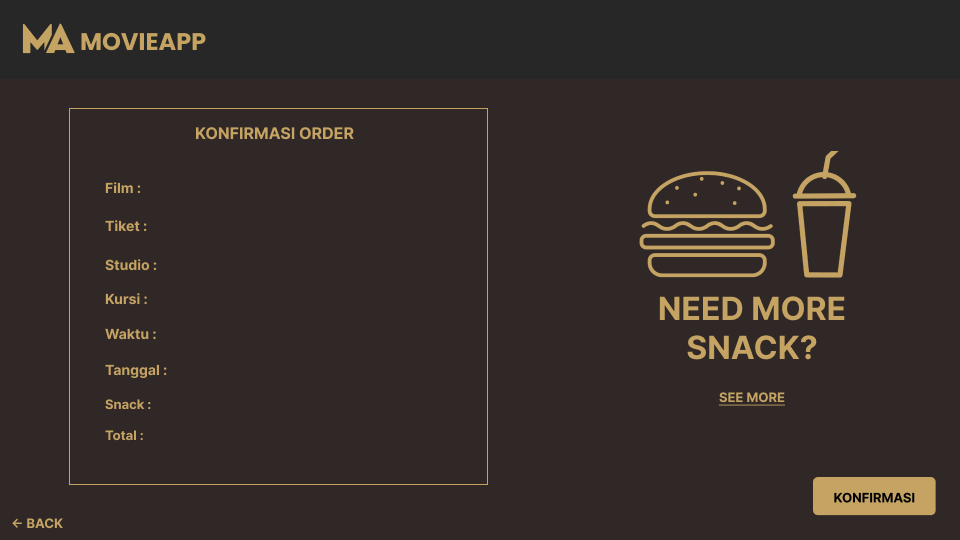 MA MOVIEAPP
KONFIRMASI ORDER
Film :
Tiket :
Studio :
Kursi :
Waktu :
Tanggal :
Snack :
Total :
NEED MORE
SNACK?
SEE MORE
KONFIRMASI
← BACK